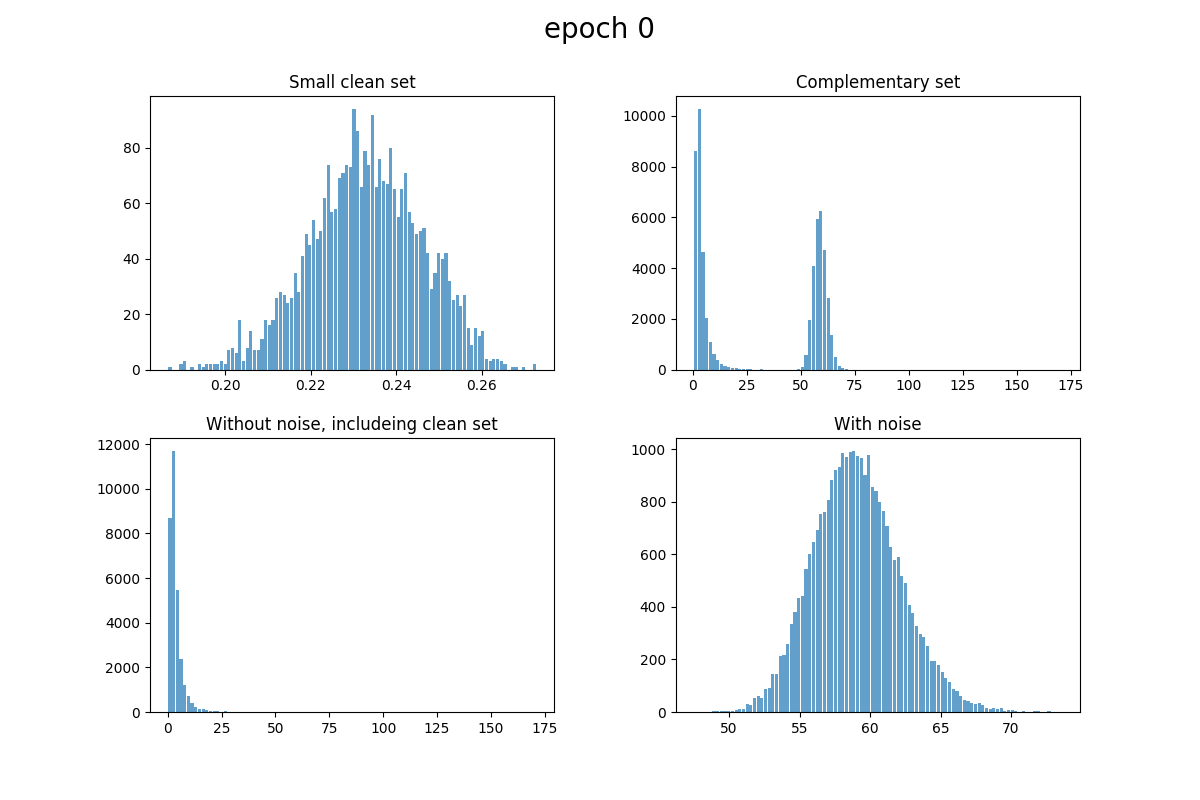 epoch 0
Small clean set
80
60
40
20
0
0.20 0.22 0.24 0.26
Complementary set
10000
8000
6000
4000
2000
0
0 25 50 75 100 125 150 175
Without noise, includeing clean set
12000
10000
8000
6000
4000
2000
0
0 25 50 75 100 125 150 175
With noise
1000
800
600
400
200
0
50 55 60 65 70